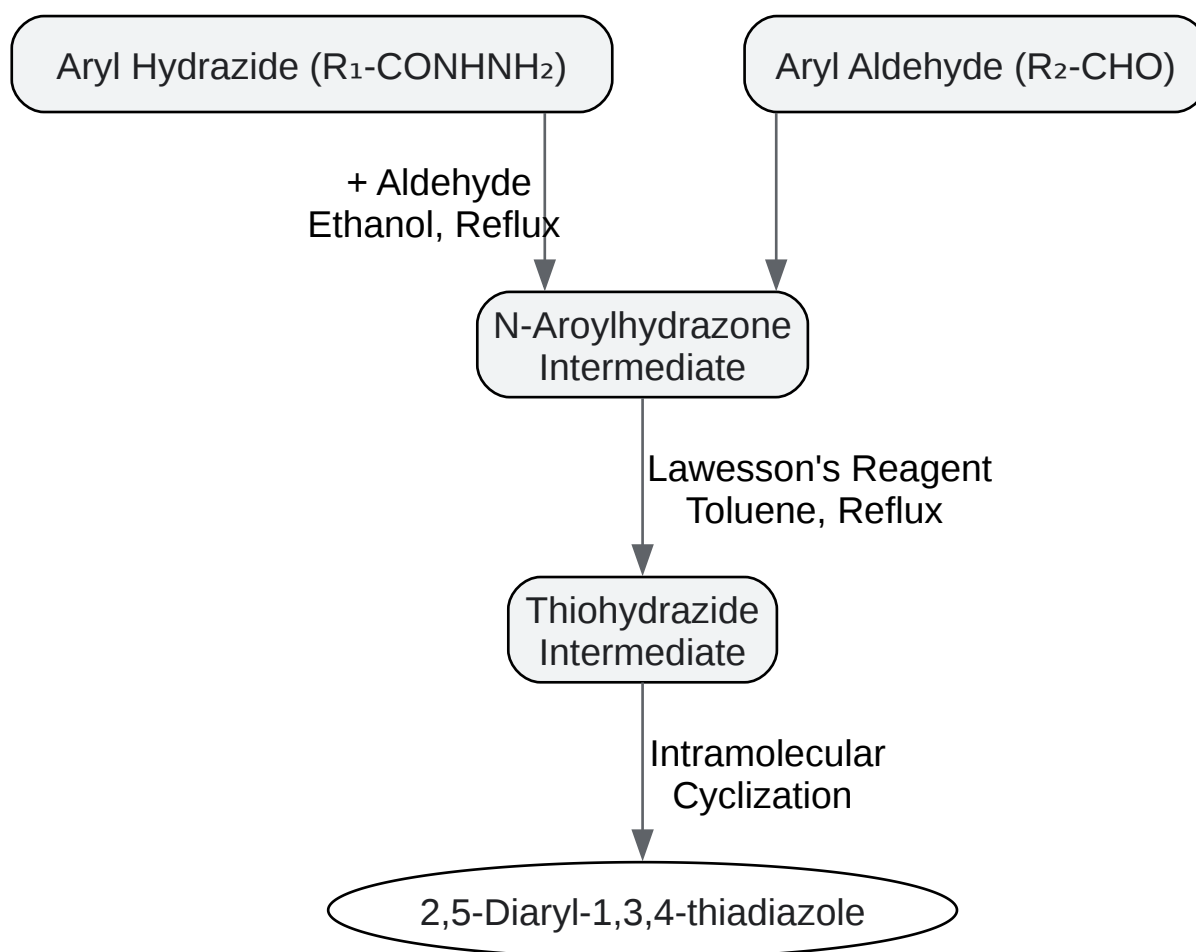 Aryl Hydrazide (R₁-CONHNH₂)
Aryl Aldehyde (R₂-CHO)
+ Aldehyde
Ethanol, Reflux
N-Aroylhydrazone
Intermediate
Lawesson's Reagent
Toluene, Reflux
Thiohydrazide
Intermediate
Intramolecular
Cyclization
2,5-Diaryl-1,3,4-thiadiazole